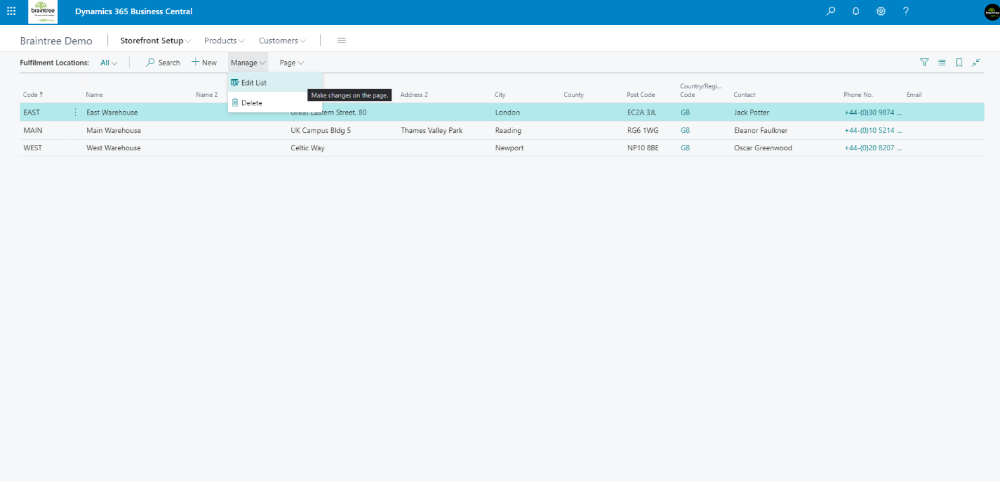 braintree
Dynamics 365 Business Central
Braintree Demo
Storefront Setup
Products
Customers
Fulfilment Locations:
All
Search
New
Manage
Page
Edit List
Make changes on the page.
Delete
Code ↑
Name
Name 2
Address 2
City
County
Post Code
Country/Regi... Code
Contact
Phone No.
Email
EAST East Warehouse Great Eastern Street, 80 London EC2A 3JL GB Jack Potter +44-(0)30 9874 ...
MAIN Main Warehouse UK Campus Bldg 5 Thames Valley Park Reading RG6 1WG GB Eleanor Faulkner +44-(0)10 5214 ...
WEST West Warehouse Celtic Way Newport NP10 8BE GB Oscar Greenwood +44-(0)20 8207 ...